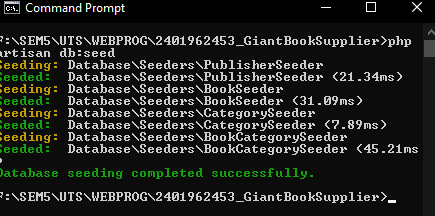 Command Prompt
F:\SEM5\UTS\WEBPROG\2401962453_GiantBookSupplier>php
artisan db:seed
Seeding: Database\Seeders\PublisherSeeder
Seeded:  Database\Seeders\PublisherSeeder (21.34ms)
Seeding: Database\Seeders\BookSeeder
Seeded:  Database\Seeders\BookSeeder (31.09ms)
Seeding: Database\Seeders\CategorySeeder
Seeded:  Database\Seeders\CategorySeeder (7.89ms)
Seeding: Database\Seeders\BookCategorySeeder
Seeded:  Database\Seeders\BookCategorySeeder (45.21ms
)
Database seeding completed successfully.
F:\SEM5\UTS\WEBPROG\2401962453_GiantBookSupplier>_